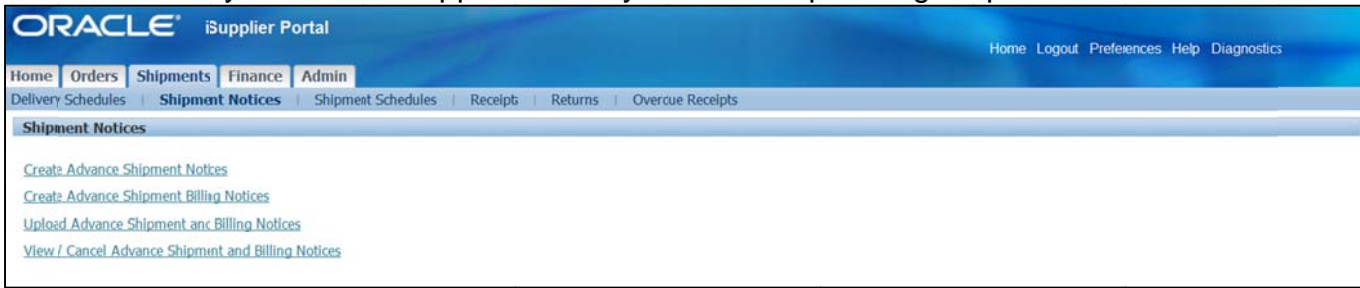 ORACLE iSupplier Portal
Home Logout Preferences Help Diagnostics
Home Orders Shipments Finance Admin
Delivery Schedules | Shipment Notices | Shipment Schedules | Receipts | Returns | Overcue Receipts
Shipment Notices
Create Advance Shipment Notices
Create Advance Shipment Billing Notices
Upload Advance Shipment anc Billing Notices
View / Cancel Advance Shipment and Billing Notices